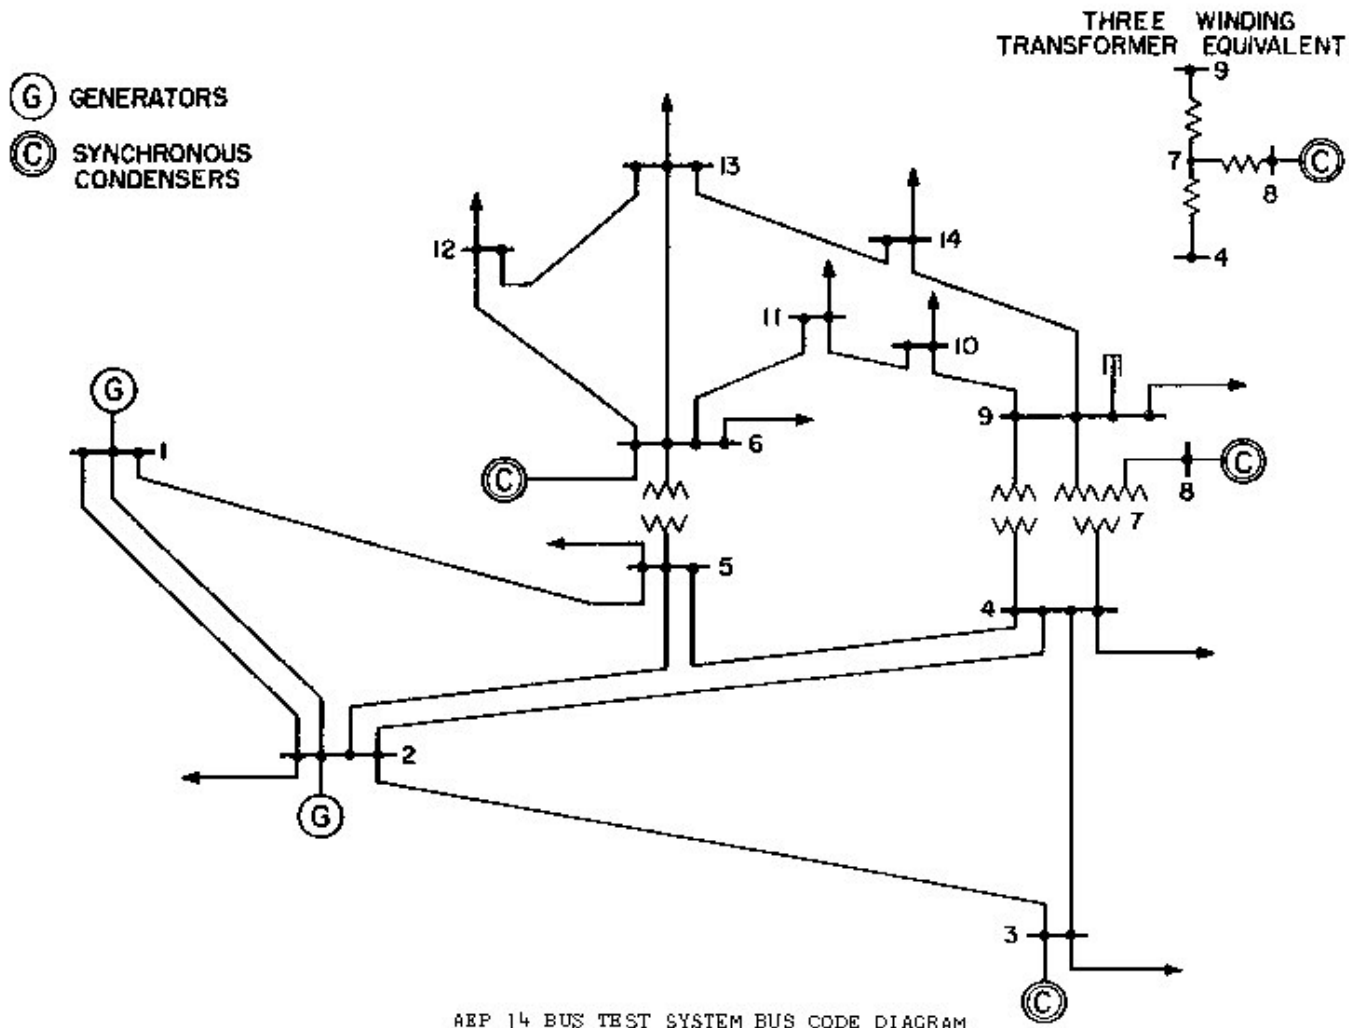 THREE WINDING
TRANSFORMER EQUIVALENT
9
7
C
8
4
G GENERATORS
C SYNCHRONOUS
CONDENSERS
13
12
14
11
10
G
1
9
6
C
8
C
7
5
4
2
G
3
C
AEP 14 BUS TEST SYSTEM BUS CODE DIAGRAM